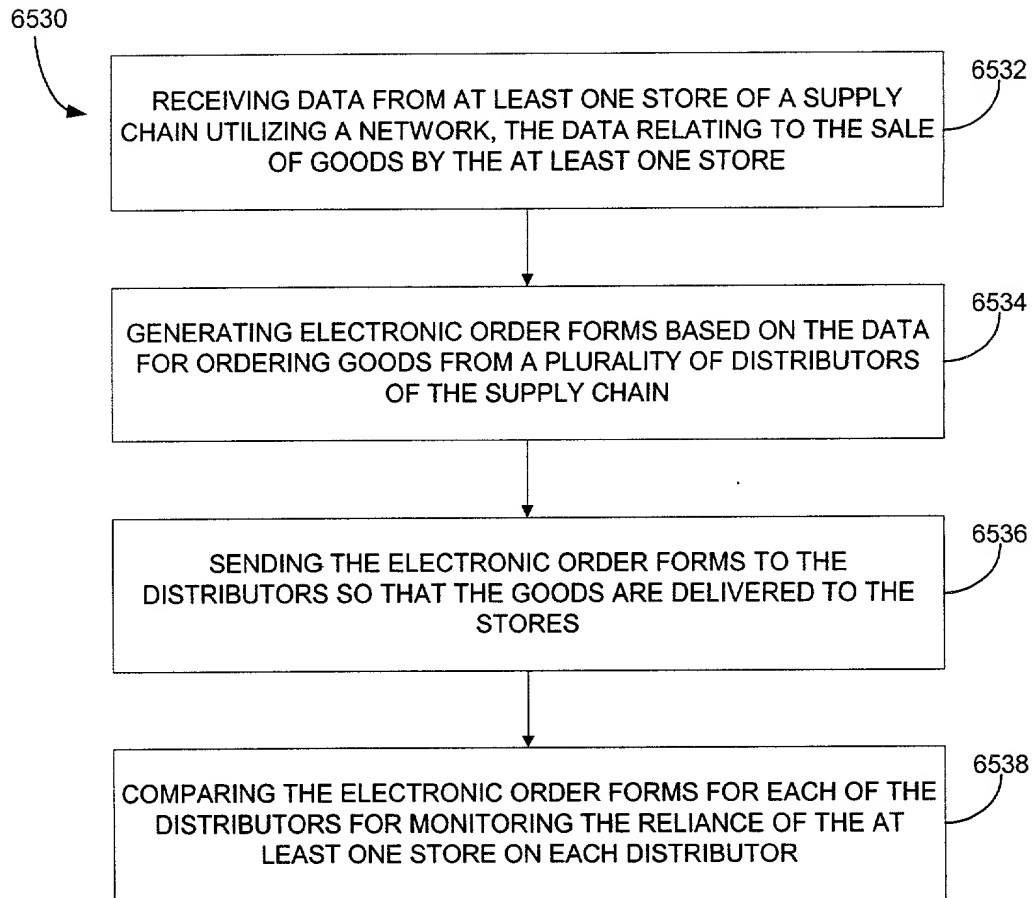 6530
6532
RECEIVING DATA FROM AT LEAST ONE STORE OF A SUPPLY
CHAIN UTILIZING A NETWORK, THE DATA RELATING TO THE SALE
OF GOODS BY THE AT LEAST ONE STORE
6534
GENERATING ELECTRONIC ORDER FORMS BASED ON THE DATA
FOR ORDERING GOODS FROM A PLURALITY OF DISTRIBUTORS
OF THE SUPPLY CHAIN
6536
SENDING THE ELECTRONIC ORDER FORMS TO THE
DISTRIBUTORS SO THAT THE GOODS ARE DELIVERED TO THE
STORES
6538
COMPARING THE ELECTRONIC ORDER FORMS FOR EACH OF THE
DISTRIBUTORS FOR MONITORING THE RELIANCE OF THE AT
LEAST ONE STORE ON EACH DISTRIBUTOR